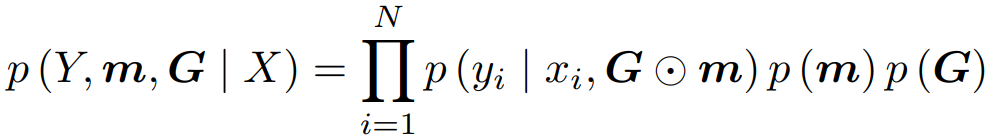 p (Y, m, G | X) = ∏_{i=1}^{N} p (y_i | x_i, G ⊙ m) p (m) p (G)